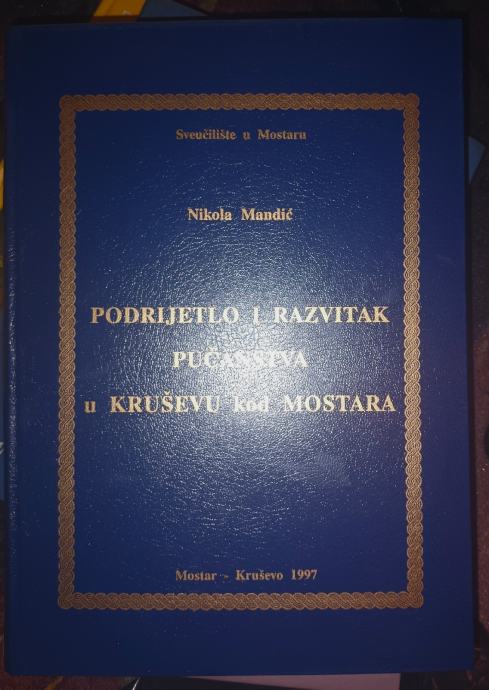 Sveučilište u Mostaru
Nikola Mandić
PODRIJETLO I RAZVITAK
PUČANSTVA
u KRUŠEVU kod MOSTARA
Mostar - Kruševo 1997